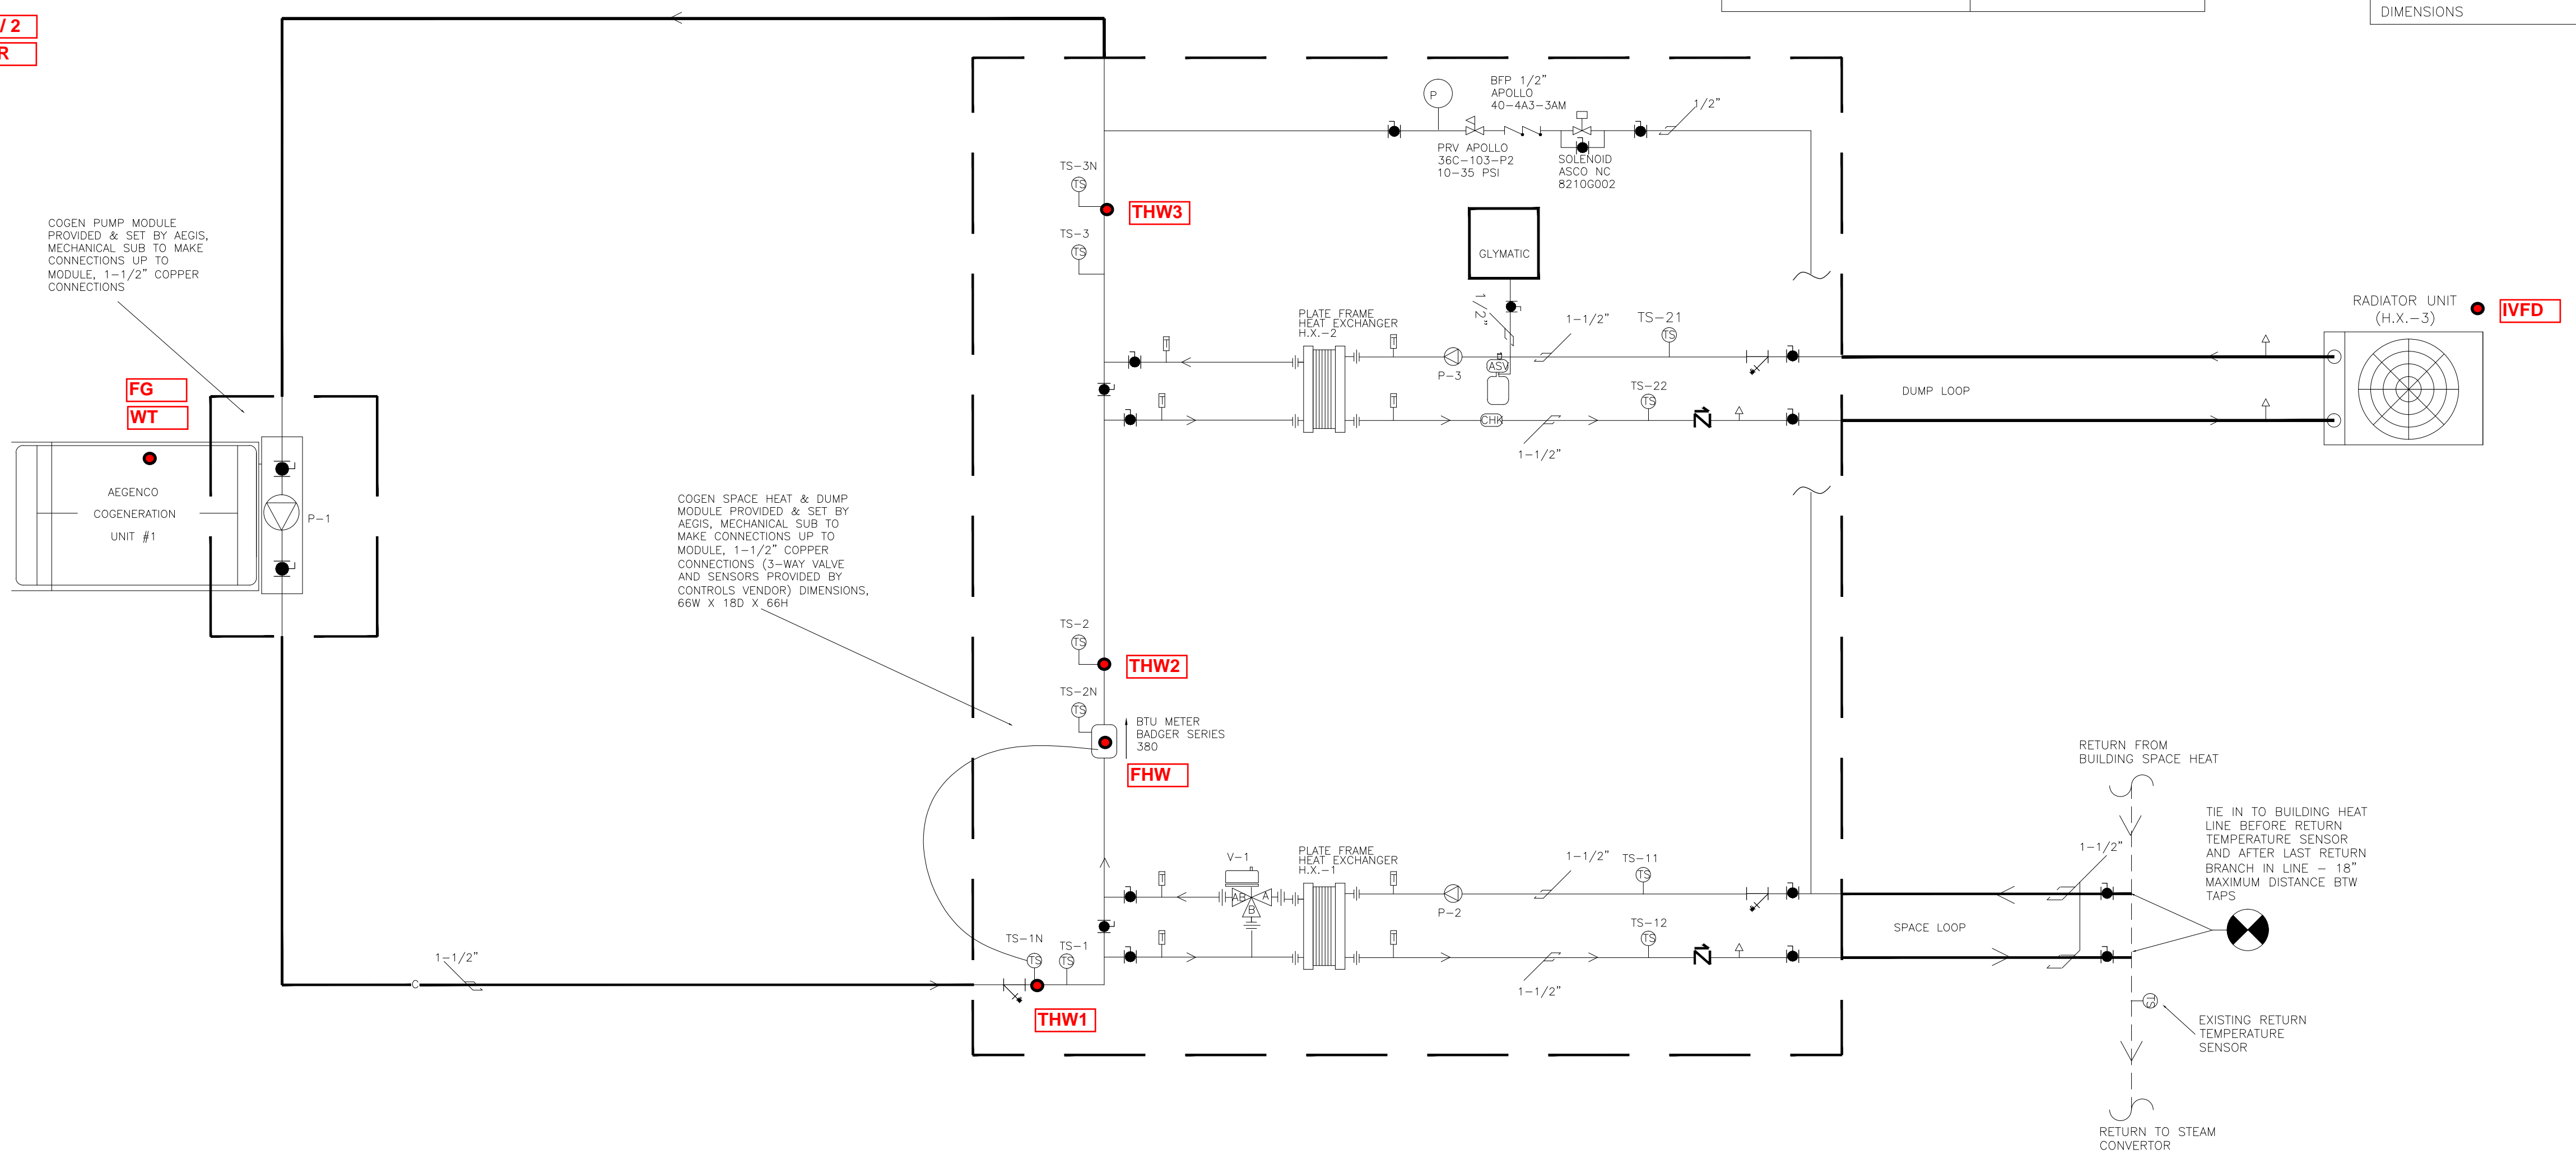 / 2
R
DIMENSIONS
COGEN PUMP MODULE
PROVIDED & SET BY AEGIS,
MECHANICAL SUB TO MAKE
CONNECTIONS UP TO
MODULE, 1-1/2" COPPER
CONNECTIONS
FG
WT
AEGENCO
COGENERATION
UNIT #1
P-1
COGEN SPACE HEAT & DUMP
MODULE PROVIDED & SET BY
AEGIS, MECHANICAL SUB TO
MAKE CONNECTIONS UP TO
MODULE, 1-1/2" COPPER
CONNECTIONS (3-WAY VALVE
AND SENSORS PROVIDED BY
CONTROLS VENDOR) DIMENSIONS,
66W X 18D X 66H
P
BFP 1/2"
APOLLO
40-4A3-3AM
1/2"
PRV APOLLO
36C-103-P2
10-35 PSI
SOLENOID
ASCO NC
8210G002
TS-3N
TS
THW3
TS-3
TS
GLYMATIC
1/2"
PLATE FRAME
HEAT EXCHANGER
H.X.-2
T
T
P-3
ASV
1-1/2"
TS-21
TS
RADIATOR UNIT
(H.X.-3)
IVFD
DUMP LOOP
T
T
CHK
1-1/2"
TS-22
TS
TS-2
TS
THW2
TS-2N
TS
BTU METER
BADGER SERIES
380
FHW
V-1
AB
A
B
PLATE FRAME
HEAT EXCHANGER
H.X.-1
T
T
P-2
1-1/2"
TS-11
TS
T
T
1-1/2"
TS-12
TS
SPACE LOOP
TS-1N
TS
TS-1
TS
THW1
1-1/2"
C
RETURN FROM
BUILDING SPACE HEAT
1-1/2"
TIE IN TO BUILDING HEAT
LINE BEFORE RETURN
TEMPERATURE SENSOR
AND AFTER LAST RETURN
BRANCH IN LINE - 18"
MAXIMUM DISTANCE BTW
TAPS
TS
EXISTING RETURN
TEMPERATURE
SENSOR
RETURN TO STEAM
CONVERTOR